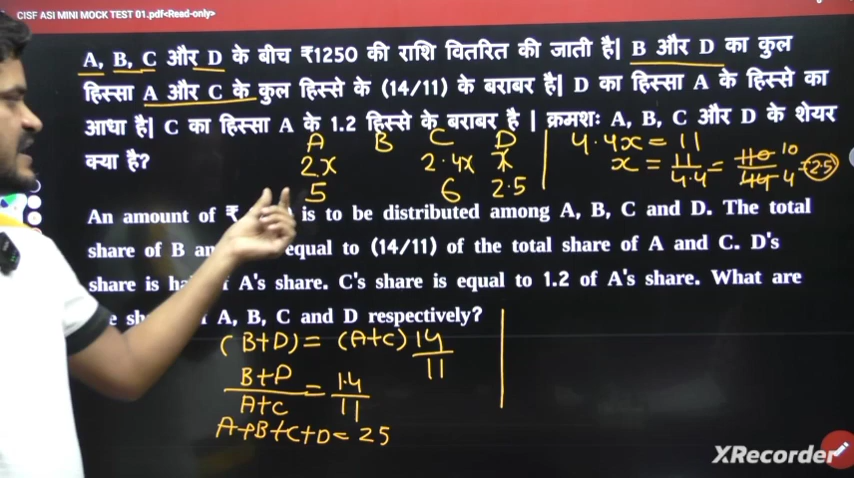 CISF ASI MINI MOCK TEST 01.pdf<Read-only>
A, B, C और D के बीच ₹1250 की राशि वितरित की जाती है| B और D का कुल
हिस्सा A और C के कुल हिस्से के (14/11) के बराबर है| D का हिस्सा A के हिस्से का
आधा है| C का हिस्सा A के 1.2 हिस्से के बराबर है | क्रमशः A, B, C और D के शेयर
क्या है?
A B C D
2x 2.4x x
5 6 2.5
4.4x = 11
x = 11/4.4 = 110/44 10/4 = 2.5
An amount of ₹ is to be distributed among A, B, C and D. The total
share of B equal to (14/11) of the total share of A and C. D's
share is A's share. C's share is equal to 1.2 of A's share. What are
A, B, C and D respectively?
(B+D) = (A+C) 14/11
B+D/A+C = 14/11
A+B+C+D = 25
XRecorder